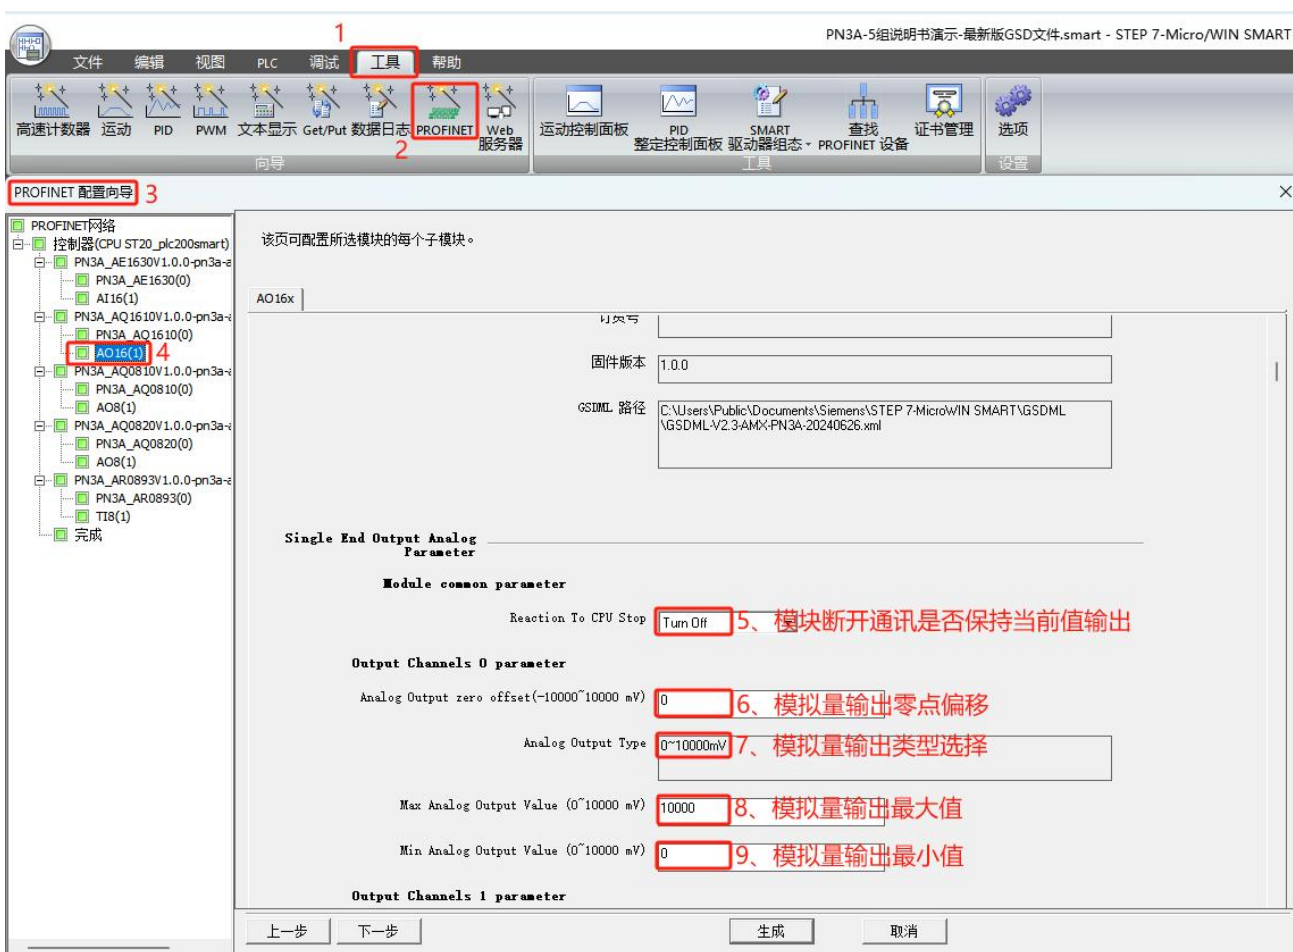 1
PN3A-5组说明书演示-最新版GSD文件.smart - STEP 7-Micro/WIN SMART
文件 编辑 视图 PLC 调试 工具 帮助
高速计数器 运动 PID PWM 文本显示 Get/Put 数据日志 PROFINET Web 服务器 运动控制面板 PID 整定控制面板 SMART 驱动器组态 查找 PROFINET 设备 证书管理 选项
2
向导 工具 设置
PROFINET 配置向导 3
PROFINET网络
控制器(CPU ST20_plc200smart)
PN3A_AE1630V1.0.0-pn3a-a
PN3A_AE1630(0)
AI16(1)
PN3A_AQ1610V1.0.0-pn3a-a
PN3A_AQ1610(0)
AO16(1) 4
PN3A_AQ0810V1.0.0-pn3a-a
PN3A_AQ0810(0)
AO8(1)
PN3A_AQ0820V1.0.0-pn3a-a
PN3A_AQ0820(0)
AO8(1)
PN3A_AR0893V1.0.0-pn3a-a
PN3A_AR0893(0)
TI8(1)
完成
该页可配置所选模块的每个子模块。
AO16x
订货号
固件版本 1.0.0
GSDML 路径 C:\Users\Public\Documents\Siemens\STEP 7-MicroWIN SMART\GSDML
\GSDML-V2.3-AMX-PN3A-20240626.xml
Single End Output Analog
Parameter
Module common parameter
Reaction To CPU Stop Turn Off 5、模块断开通讯是否保持当前值输出
Output Channels 0 parameter
Analog Output zero offset(-10000~10000 mV) 0 6、模拟量输出零点偏移
Analog Output Type 0~10000mV 7、模拟量输出类型选择
Max Analog Output Value (0~10000 mV) 10000 8、模拟量输出最大值
Min Analog Output Value (0~10000 mV) 0 9、模拟量输出最小值
Output Channels 1 parameter
上一步 下一步 生成 取消